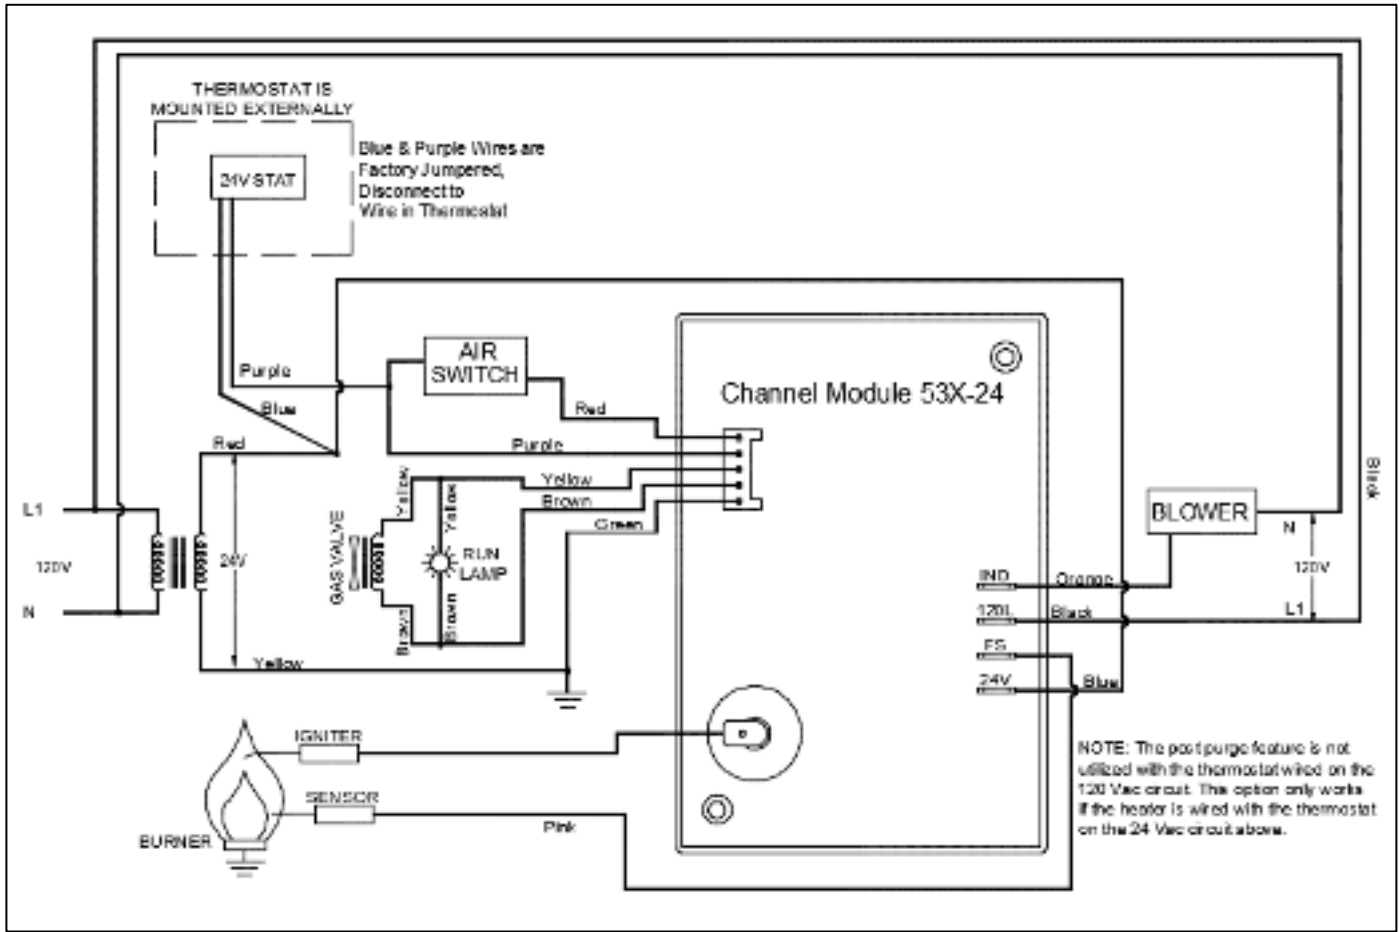 THERMOSTAT IS
MOUNTED EXTERNALLY
Blue & Purple Wires are
Factory Jumpered,
Disconnect to
Wire in Thermostat
24V STAT
AIR
SWITCH
Purple
Blue
Red
Channel Module 53X-24
Red
Purple
Yellow
Brown
Green
Yellow
Yellow
Black
L1
120V
N
24V
GAS VALVE
RUN
LAMP
Brown
Brown
BLOWER
N
120V
L1
IND
Orange
120L
Black
FS
24V
Blue
Yellow
IGNITER
SENSOR
BURNER
Pink
NOTE: The post purge feature is not
utilized with the thermostat wired on the
120 Vac circuit. This option only works
if the heater is wired with the thermostat
on the 24 Vac circuit above.